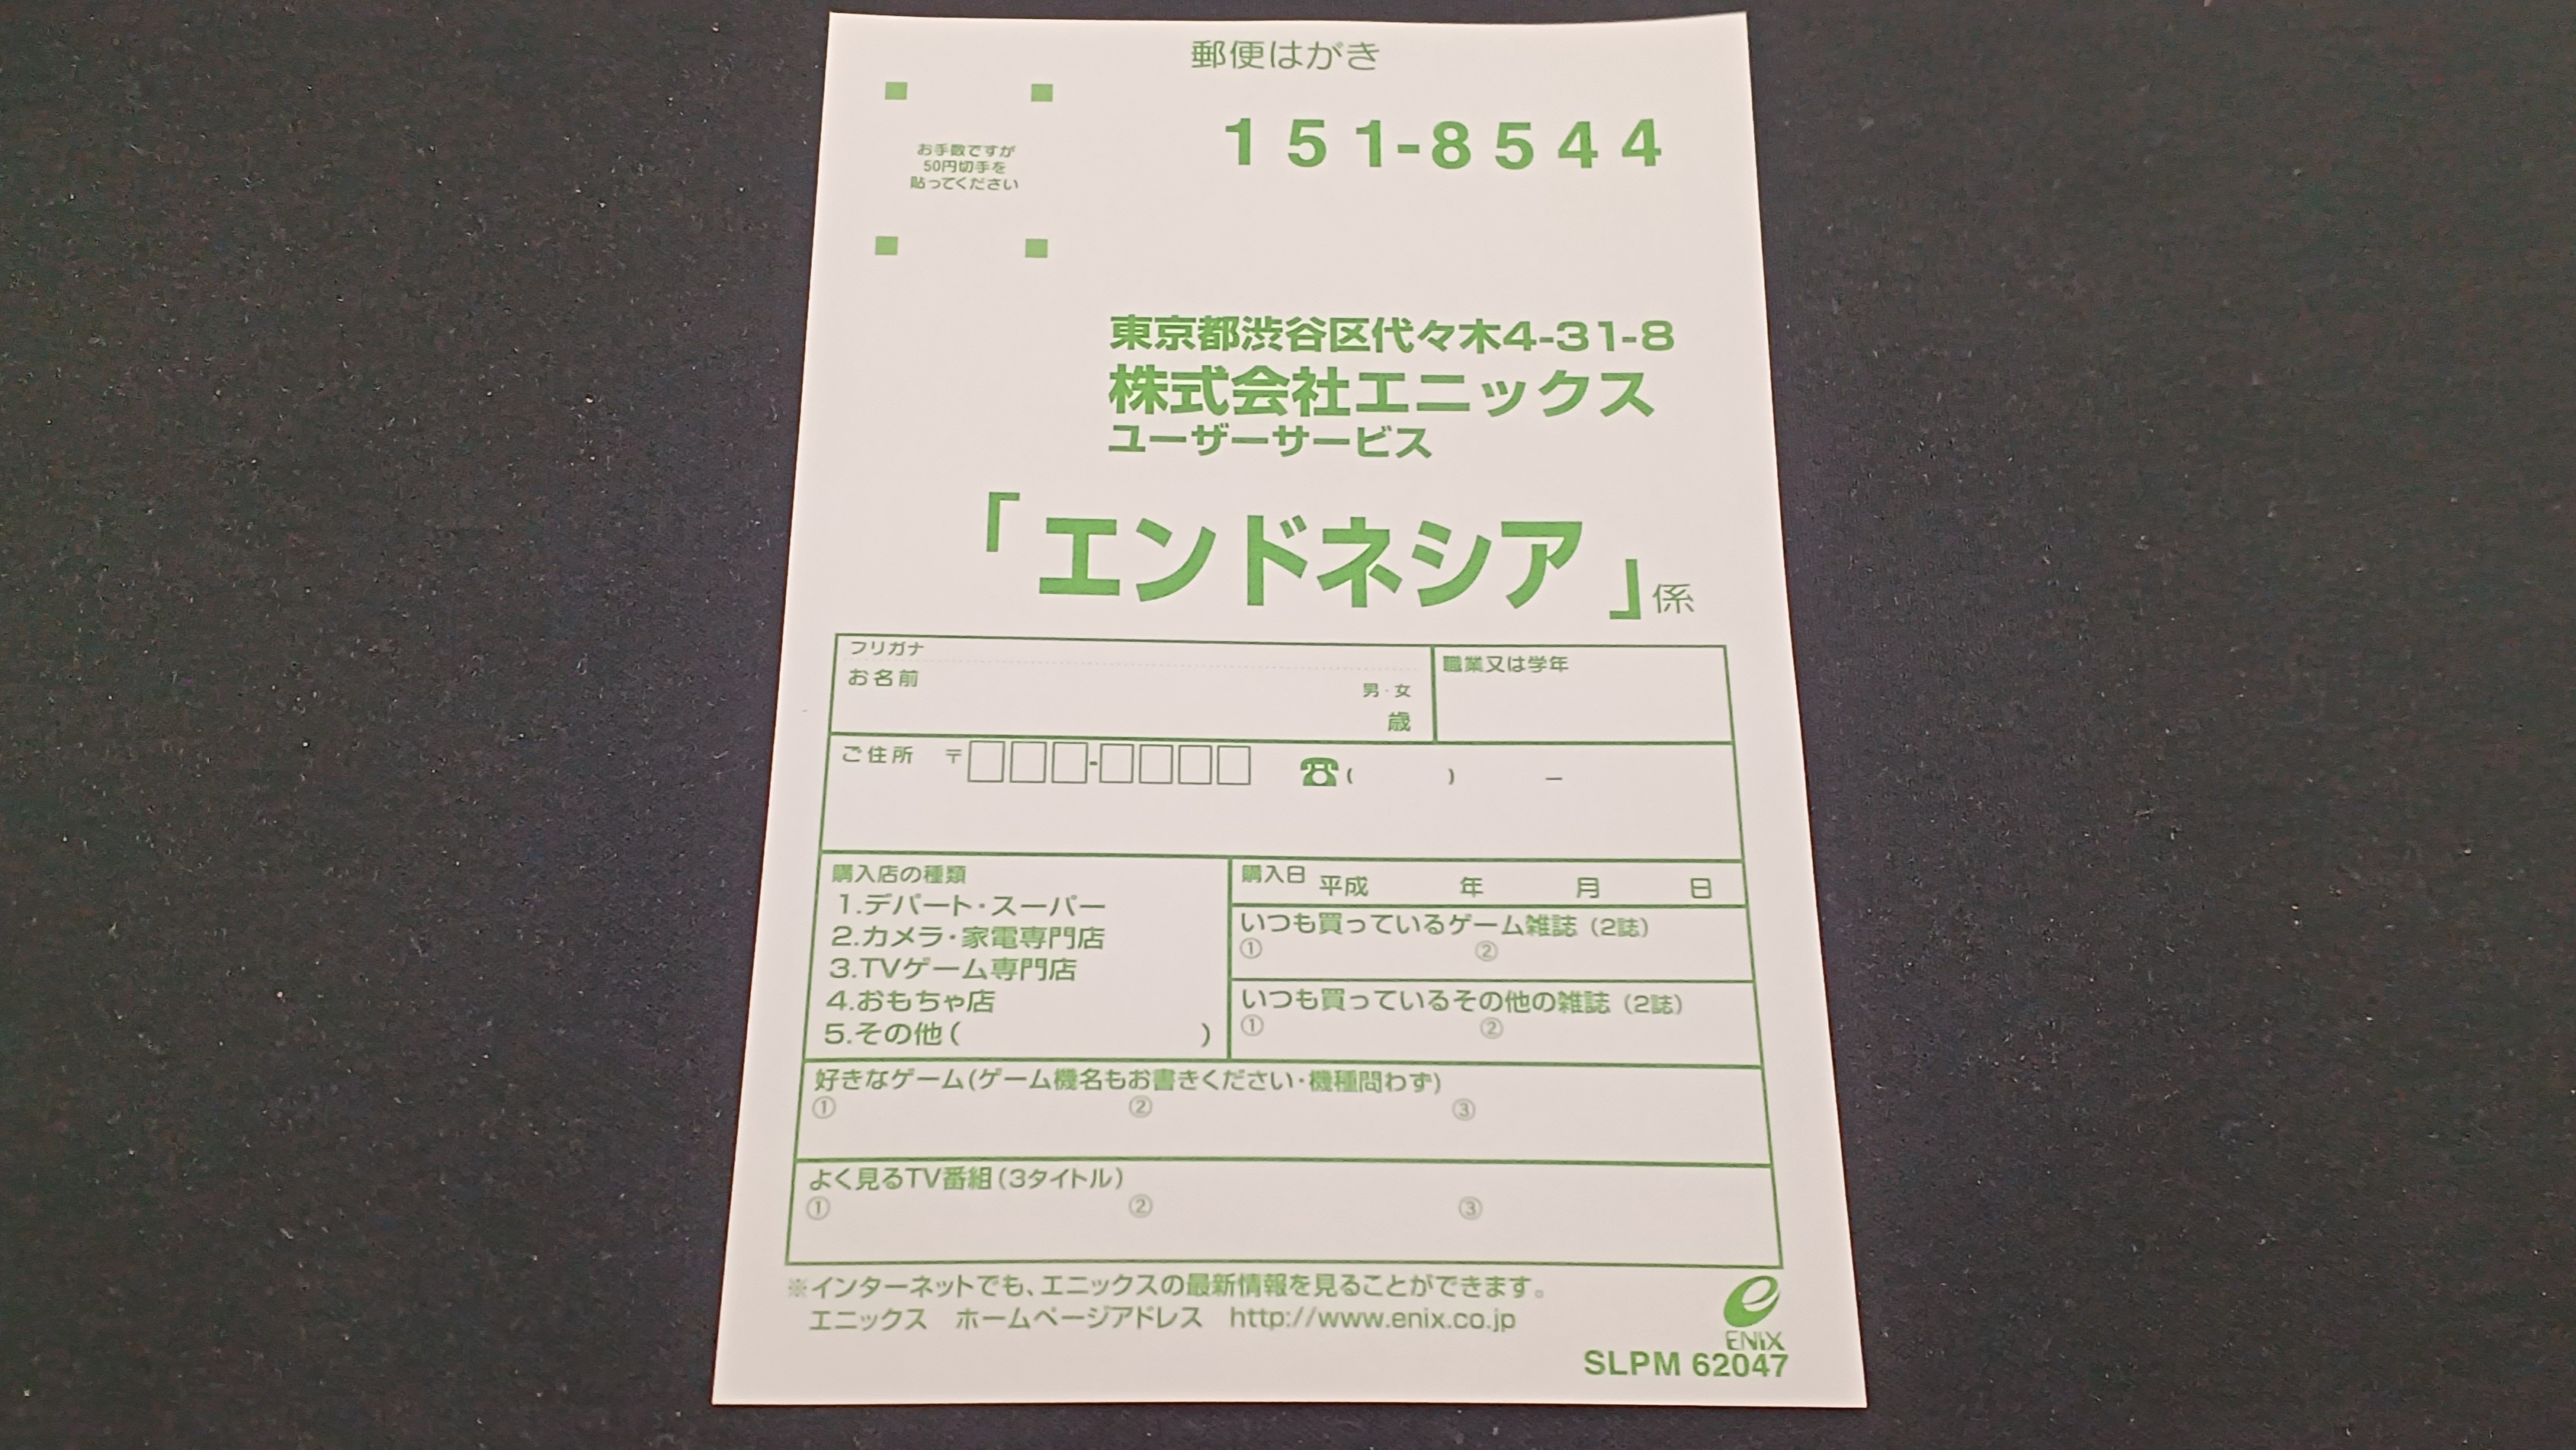 郵便はがき
151-8544
お手数ですが
50円切手を
貼ってください
東京都渋谷区代々木4-31-8
株式会社エニックス
ユーザーサービス
「エンドネシア」係
フリガナ
お名前
男・女
歳
職業又は学年
ご住所 〒 - ☎( ) −
購入店の種類
1.デパート・スーパー
2.カメラ・家電専門店
3.TVゲーム専門店
4.おもちゃ店
5.その他( )
購入日 平成 年 月 日
いつも買っているゲーム雑誌(2誌)
① ②
いつも買っているその他の雑誌(2誌)
① ②
好きなゲーム(ゲーム機名もお書きください・機種問わず)
① ② ③
よく見るTV番組(3タイトル)
① ② ③
※インターネットでも、エニックスの最新情報を見ることができます。
エニックス ホームページアドレス http://www.enix.co.jp
ENIX
SLPM 62047